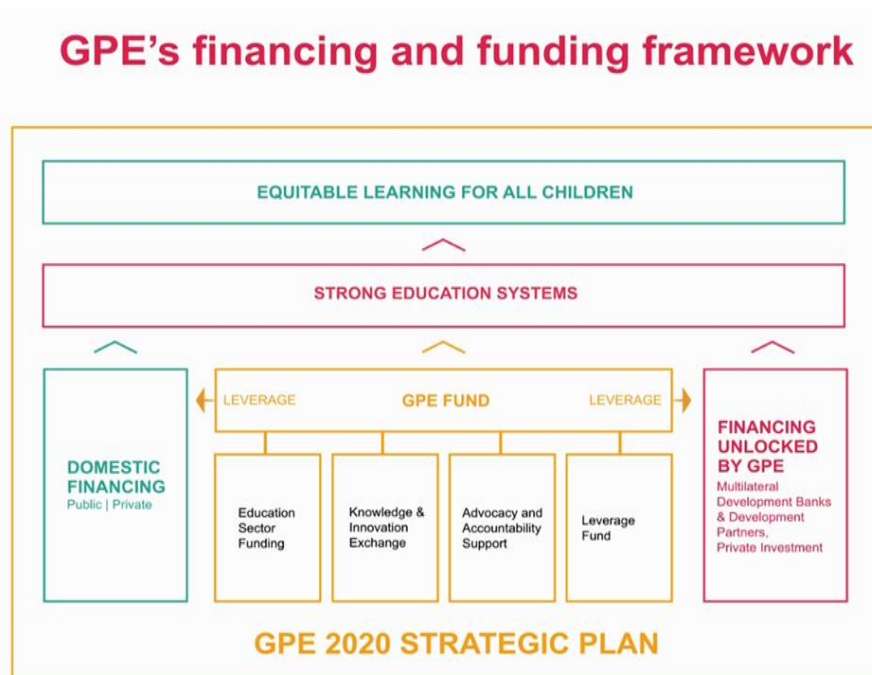 GPE's financing and funding framework
EQUITABLE LEARNING FOR ALL CHILDREN
STRONG EDUCATION SYSTEMS
DOMESTIC
FINANCING
Public | Private
LEVERAGE
GPE FUND
LEVERAGE
Education
Sector
Funding
Knowledge &
Innovation
Exchange
Advocacy and
Accountability
Support
Leverage
Fund
FINANCING
UNLOCKED
BY GPE
Multilateral
Development Banks
& Development
Partners,
Private Investment
GPE 2020 STRATEGIC PLAN